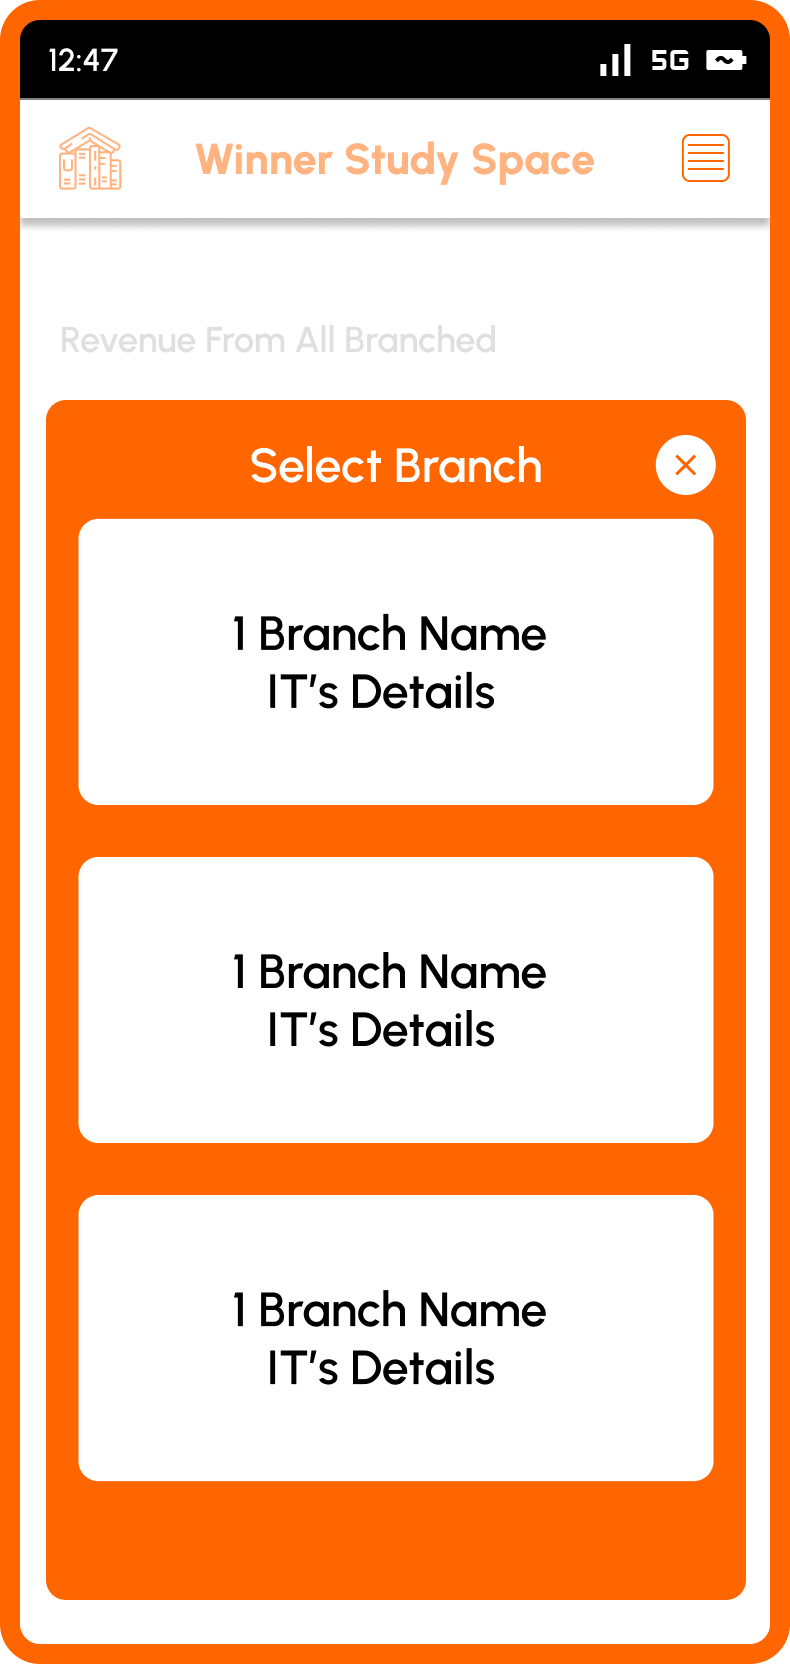 12:47
5G
Winner Study Space
Revenue From All Branched
Select Branch
1 Branch Name
IT's Details
1 Branch Name
IT's Details
1 Branch Name
IT's Details